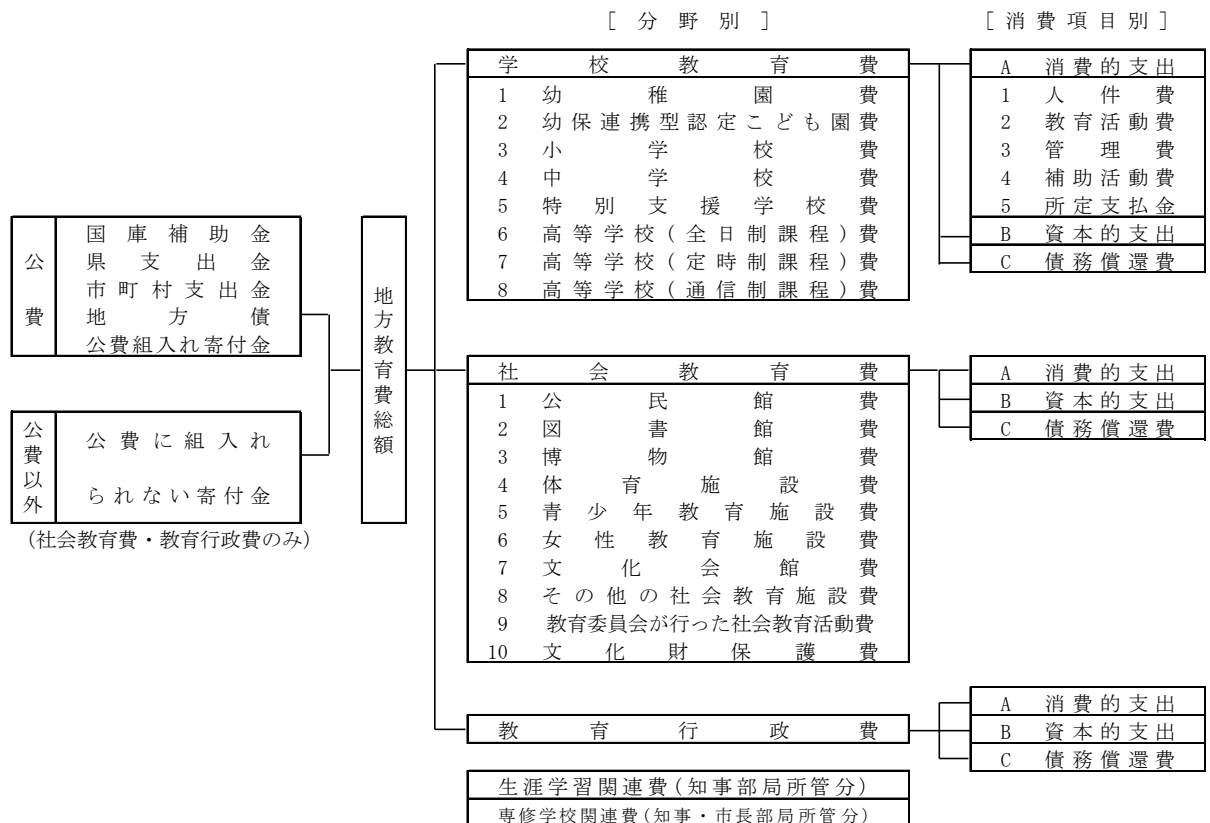 [ 分 野 別 ]
[ 消 費 項 目 別 ]
公費
国庫補助金
県支出金
市町村支出金
地方債
公費組入れ寄付金
公費以外
公費に組入れ
られない寄付金
(社会教育費・教育行政費のみ)
地方教育費総額
学校教育費
1 幼稚園費
2 幼保連携型認定こども園費
3 小学校費
4 中学校費
5 特別支援学校費
6 高等学校(全日制課程)費
7 高等学校(定時制課程)費
8 高等学校(通信制課程)費
A 消費的支出
1 人件費
2 教育活動費
3 管理費
4 補助活動費
5 所定支払金
B 資本的支出
C 債務償還費
社会教育費
1 公民館費
2 図書館費
3 博物館費
4 体育施設費
5 青少年教育施設費
6 女性教育施設費
7 文化会館費
8 その他の社会教育施設費
9 教育委員会が行った社会教育活動費
10 文化財保護費
A 消費的支出
B 資本的支出
C 債務償還費
教育行政費
A 消費的支出
B 資本的支出
C 債務償還費
生涯学習関連費(知事部局所管分)
専修学校関連費(知事・市長部局所管分)